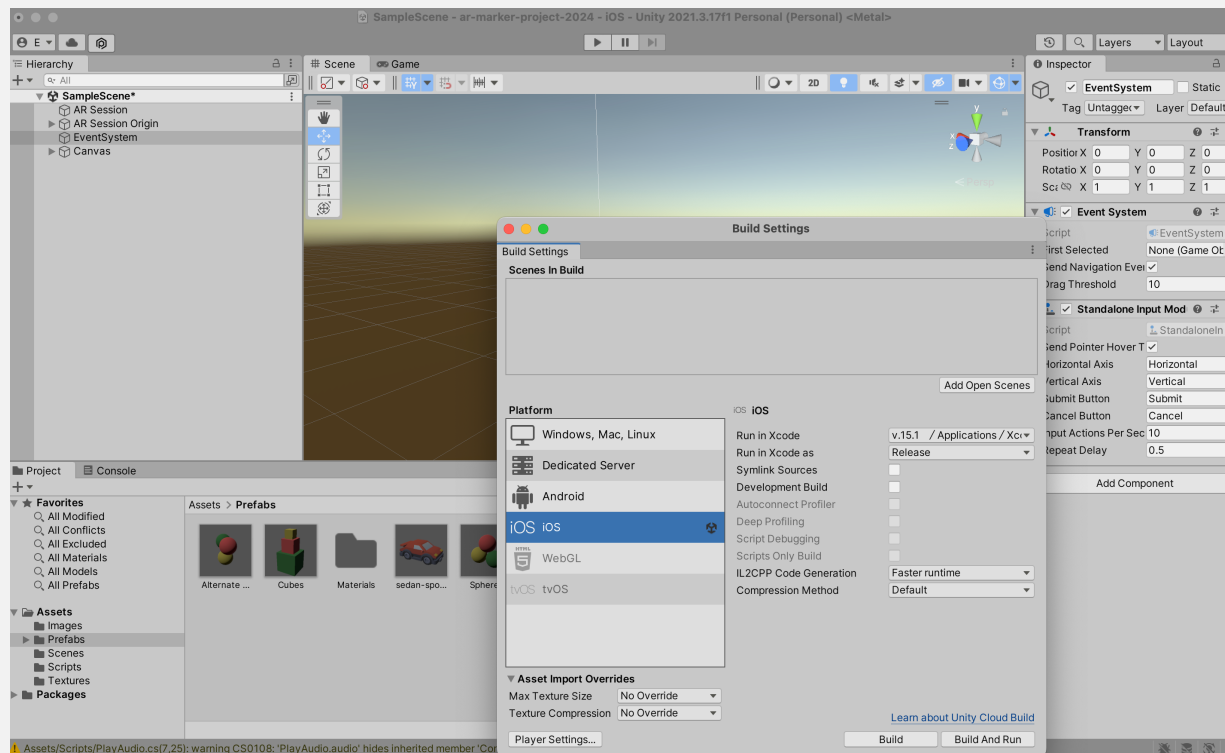 SampleScene - ar-marker-project-2024 - iOS - Unity 2021.3.17f1 Personal (Personal) <Metal>
E
Layers
Layout
Hierarchy
All
SampleScene*
AR Session
AR Session Origin
EventSystem
Canvas
# Scene
Game
2D
y
x
z
Inspector
EventSystem
Static
Tag
Untagge
Layer
Default
Transform
Position X 0 Y 0 Z 0
Rotatio X 0 Y 0 Z 0
Sca X 1 Y 1 Z 1
Event System
Script
EventSystem
First Selected
None (Game Ob
Send Navigation Even
Drag Threshold
10
Standalone Input Mod
Script
StandaloneIn
Send Pointer Hover T
Horizontal Axis
Horizontal
Vertical Axis
Vertical
Submit Button
Submit
Cancel Button
Cancel
Input Actions Per Sec
10
Repeat Delay
0.5
Add Component
Build Settings
Build Settings
Scenes In Build
Add Open Scenes
Platform
Windows, Mac, Linux
Dedicated Server
Android
iOS iOS
HTML 5 WebGL
tvOS tvOS
iOS iOS
Run in Xcode
v.15.1 / Applications / Xc
Run in Xcode as
Release
Symlink Sources
Development Build
Autoconnect Profiler
Deep Profiling
Script Debugging
Scripts Only Build
IL2CPP Code Generation
Faster runtime
Compression Method
Default
Asset Import Overrides
Max Texture Size
No Override
Texture Compression
No Override
Learn about Unity Cloud Build
Player Settings...
Build
Build And Run
Project
Console
Favorites
All Modified
All Conflicts
All Excluded
All Materials
All Models
All Prefabs
Assets
Images
Prefabs
Scenes
Scripts
Textures
Packages
Assets > Prefabs
Alternate ...
Cubes
Materials
sedan-spo...
Sphere
Assets/Scripts/PlayAudio.cs(7,25): warning CS0108: 'PlayAudio.audio' hides inherited member 'Co